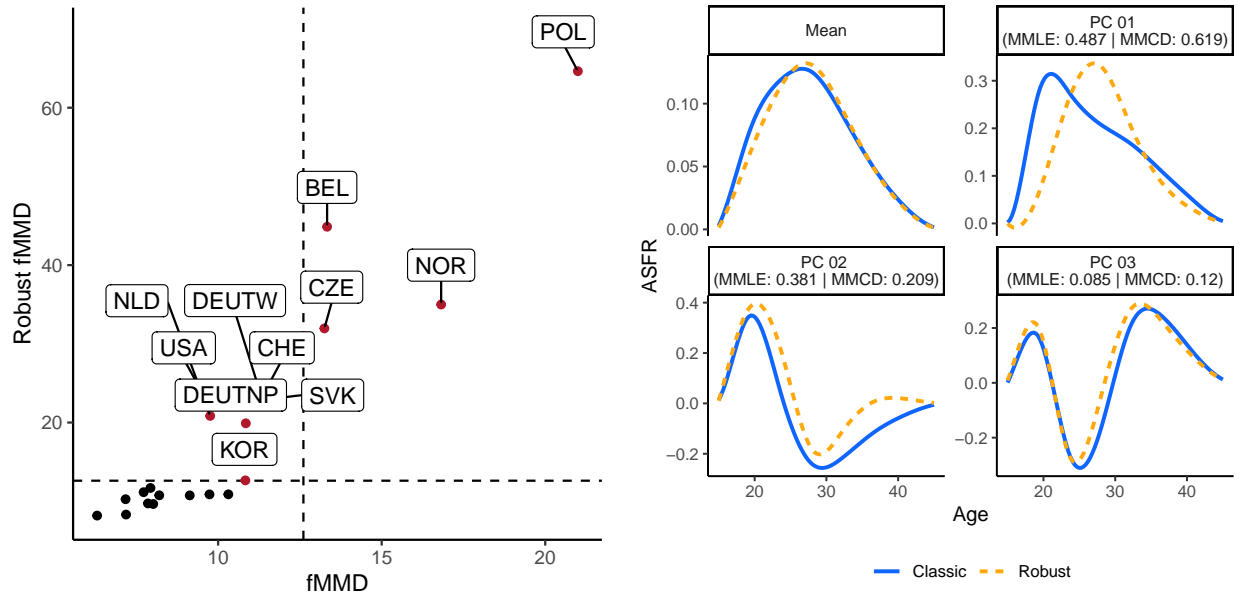 POL
BEL
NOR
CZE
NLD
DEUTW
USA
CHE
DEUTNP
SVK
KOR
60
40
20
10
15
20
Robust fMMD
fMMD
Mean
0.10
0.05
0.00
PC 01
(MMLE: 0.487 | MMCD: 0.619)
0.3
0.2
0.1
0.0
PC 02
(MMLE: 0.381 | MMCD: 0.209)
0.4
0.2
0.0
−0.2
20
30
40
PC 03
(MMLE: 0.085 | MMCD: 0.12)
0.2
0.0
−0.2
20
30
40
ASFR
Age
Classic
Robust